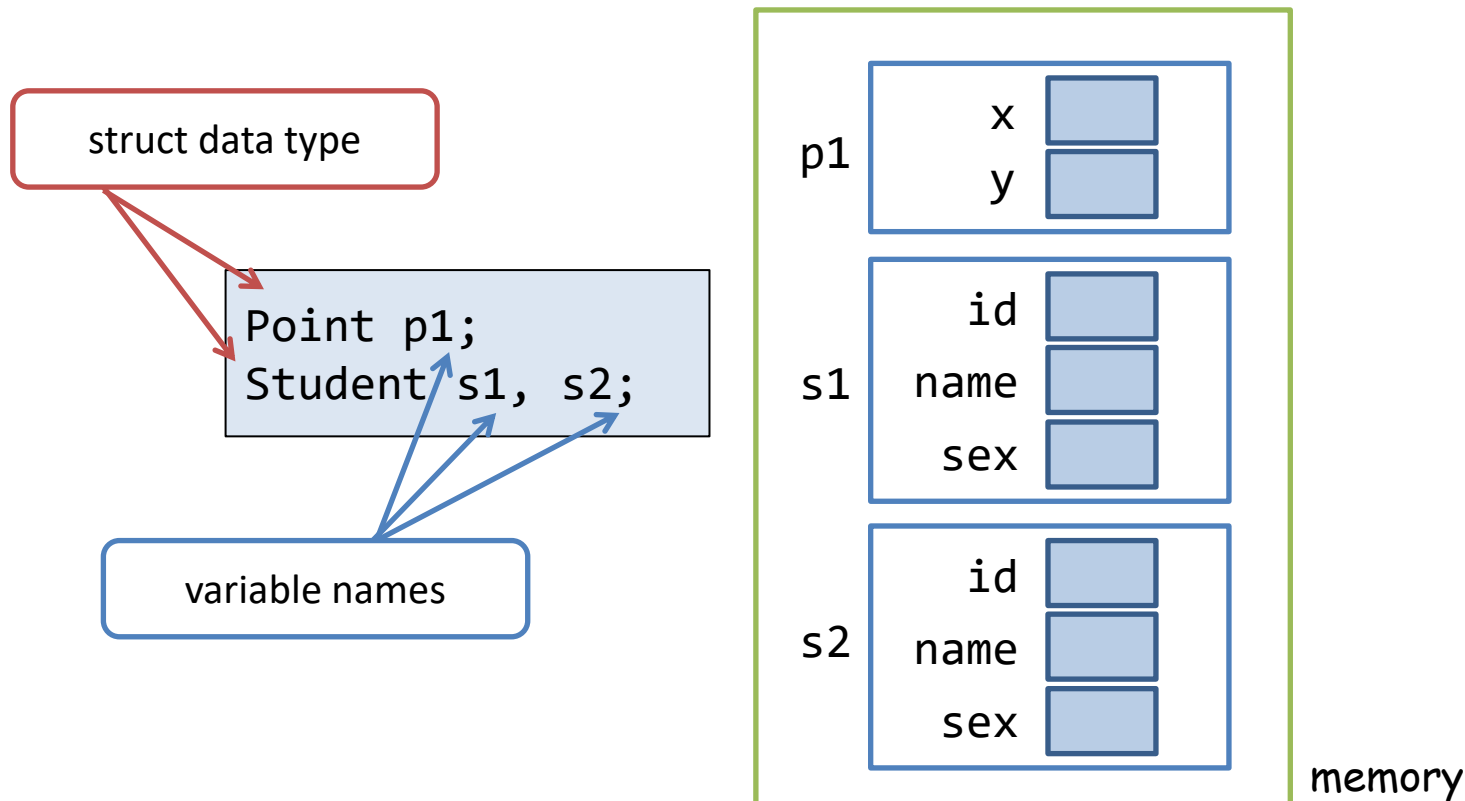 struct data type
Point p1;
Student s1, s2;
variable names
p1
x
y
s1
id
name
sex
s2
id
name
sex
memory